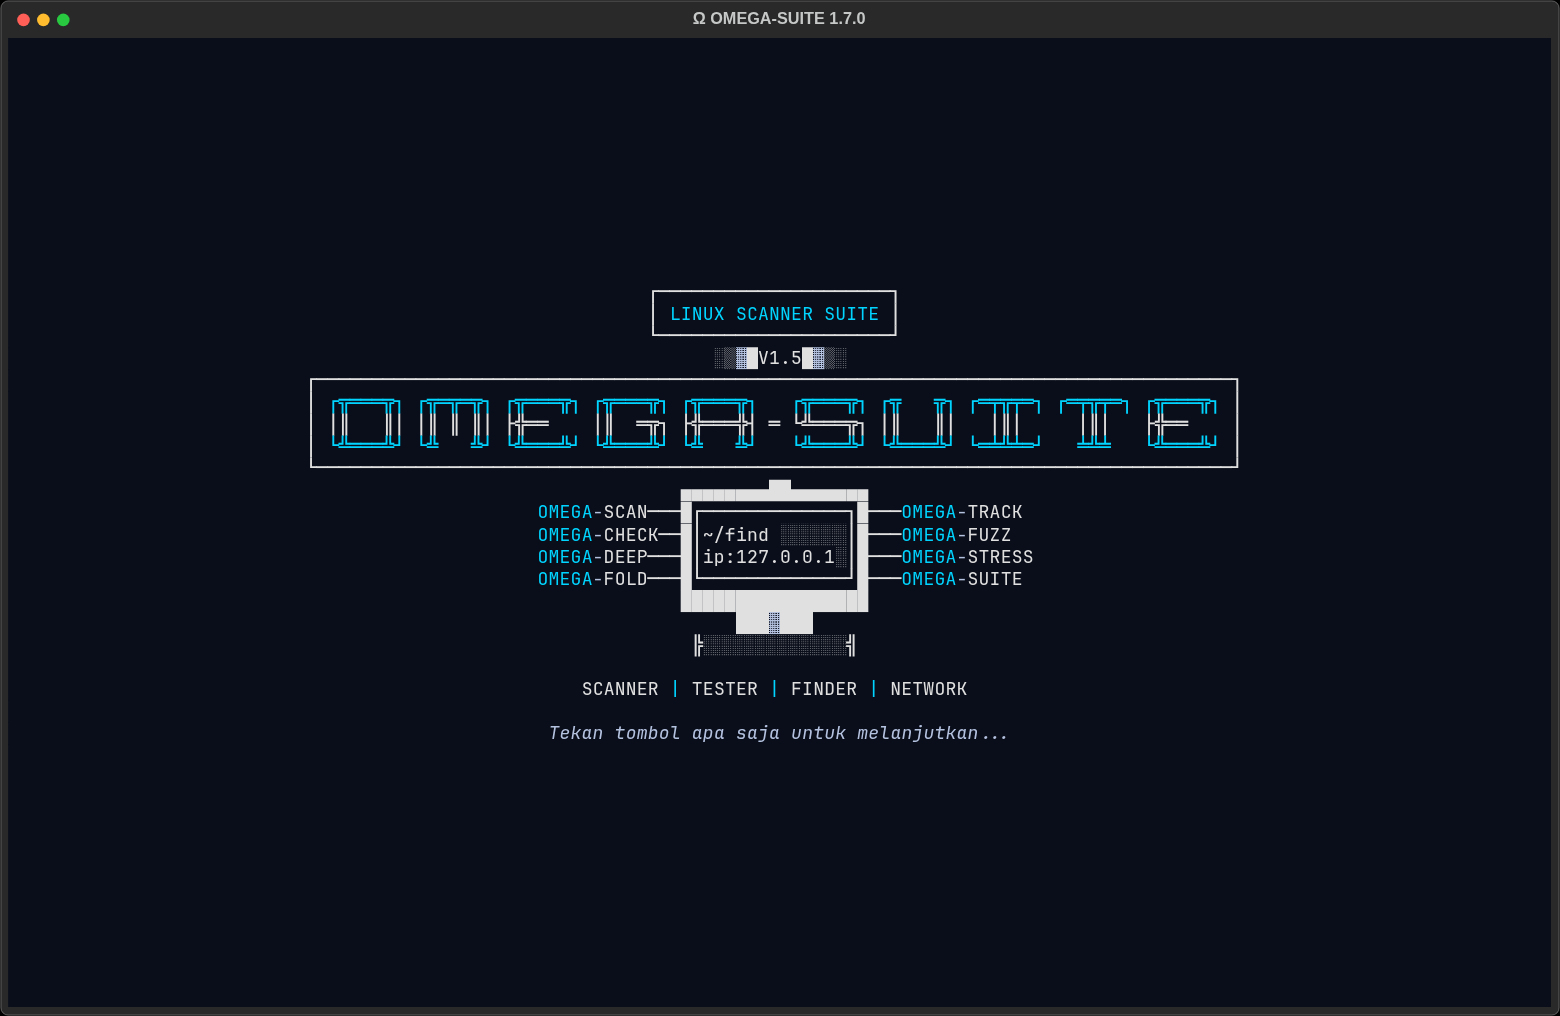 Ω OMEGA-SUITE 1.7.0
LINUX SCANNER SUITE
V1.5
OMEGA-SUITE
OMEGA-SCAN
OMEGA-TRACK
OMEGA-CHECK
~/find
OMEGA-FUZZ
OMEGA-DEEP
ip:127.0.0.1
OMEGA-STRESS
OMEGA-FOLD
OMEGA-SUITE
SCANNER | TESTER | FINDER | NETWORK
Tekan tombol apa saja untuk melanjutkan...